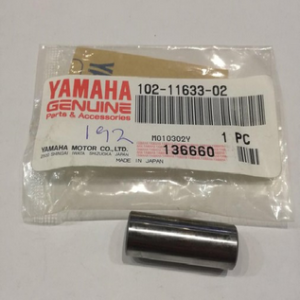 YAMAHA
GENUINE
Parts & Accessories
102-11633-02
192
M010302Y
1 PC
YAMAHA MOTOR CO., LTD.
136660
MADE IN JAPAN